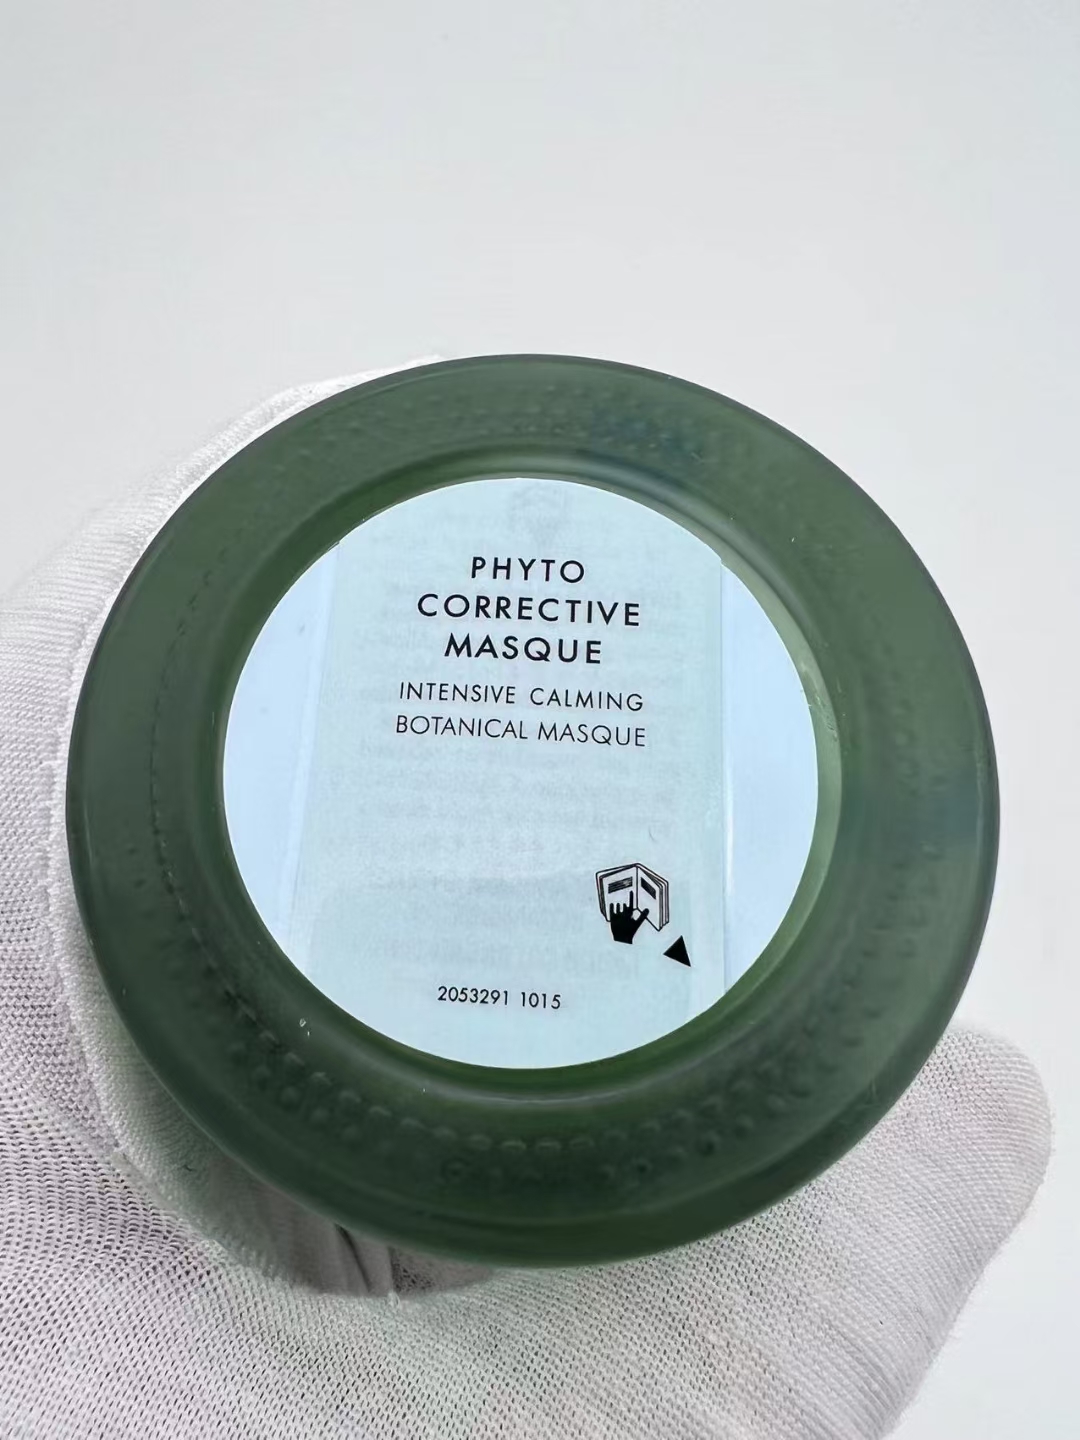 PHYTO
CORRECTIVE
MASQUE
INTENSIVE CALMING
BOTANICAL MASQUE
2053291 1015